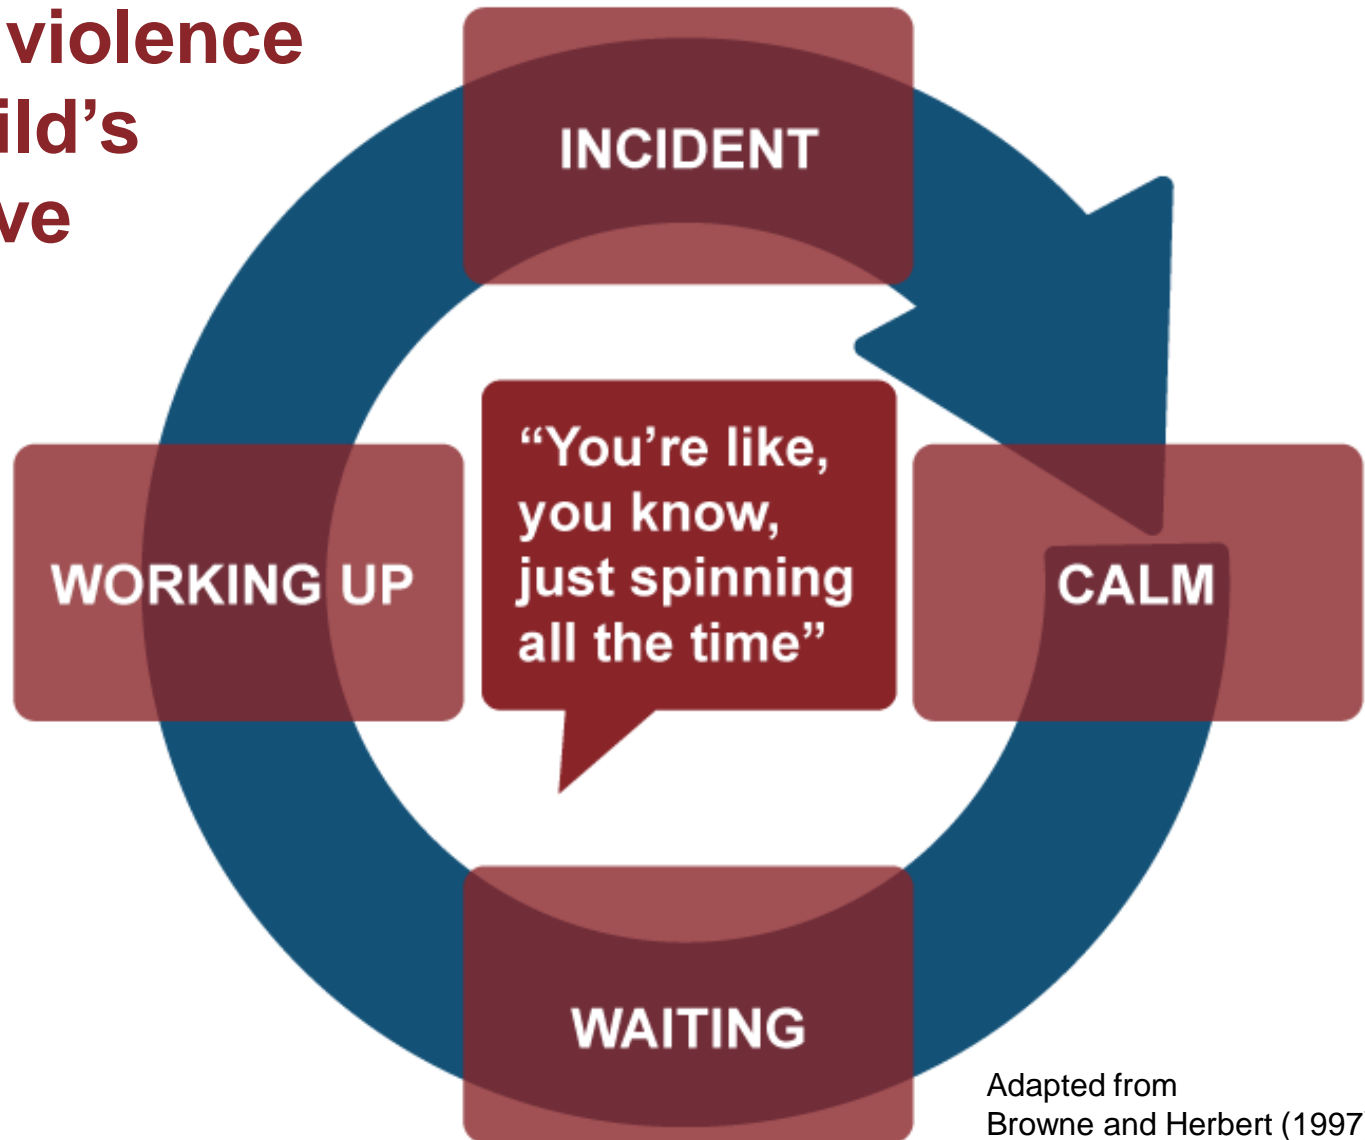 violence
ild’s
ve
INCIDENT
“You’re like,
you know,
just spinning
all the time”
WORKING UP
CALM
WAITING
Adapted from
Browne and Herbert (1997